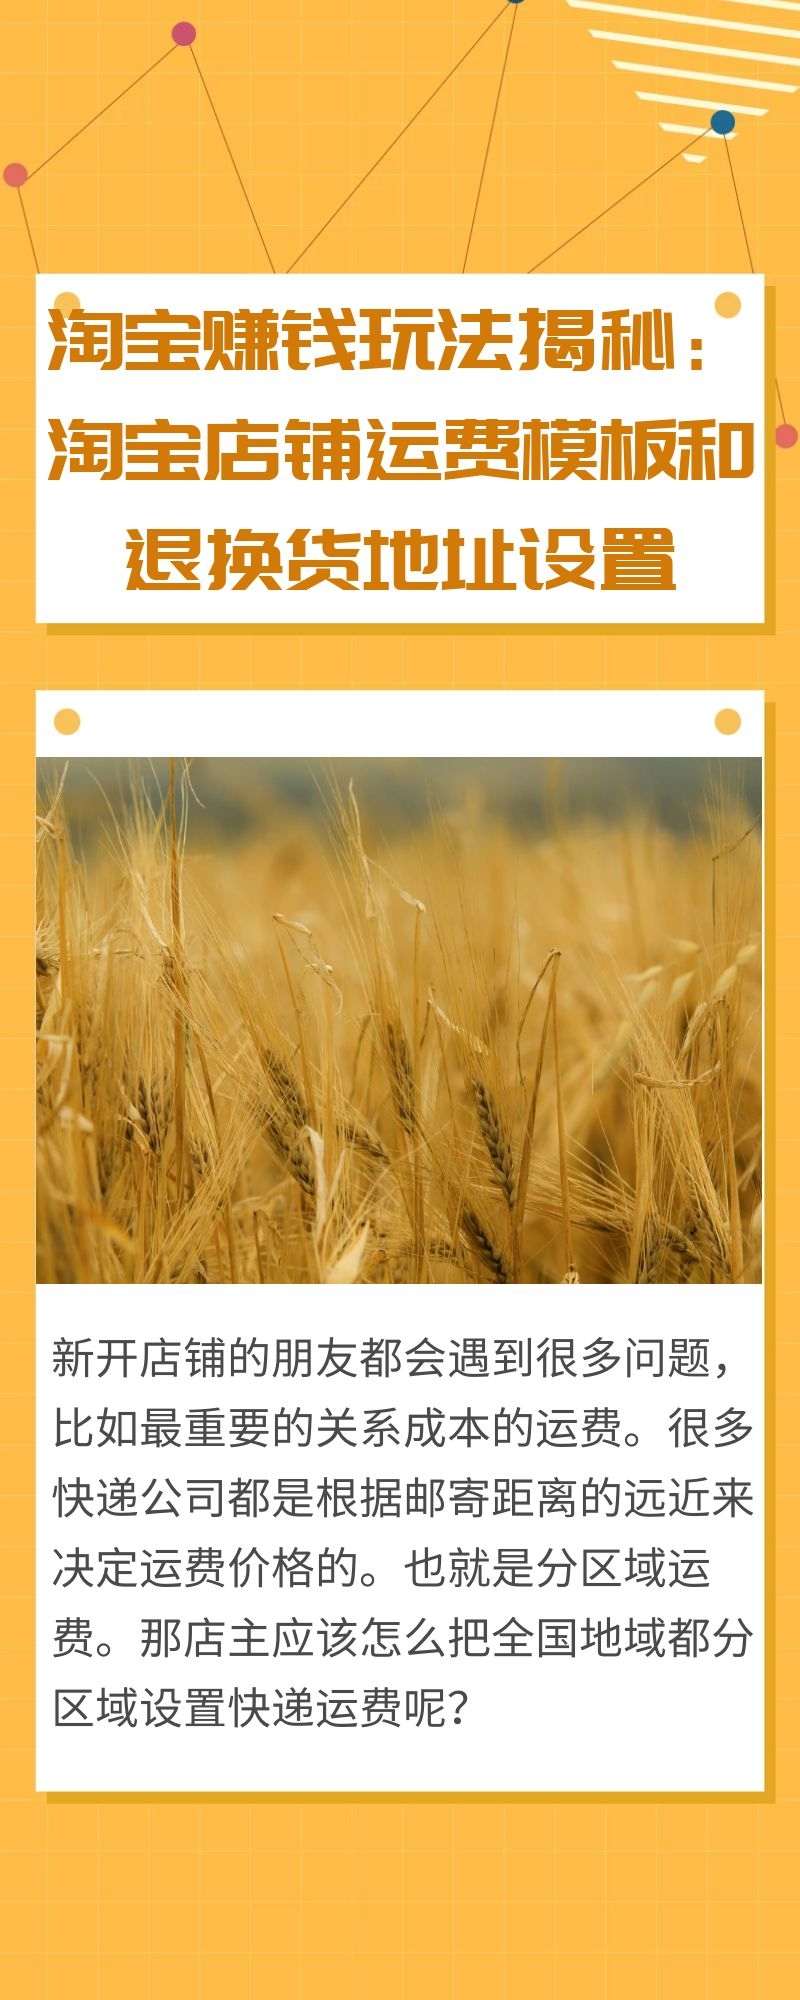 淘宝赚钱玩法揭秘：
淘宝店铺运费模板和
退换货地址设置
新开店铺的朋友都会遇到很多问题，
比如最重要的关系成本的运费。很多
快递公司都是根据邮寄距离的远近来
决定运费价格的。也就是分区域运
费。那店主应该怎么把全国地域都分
区域设置快递运费呢？